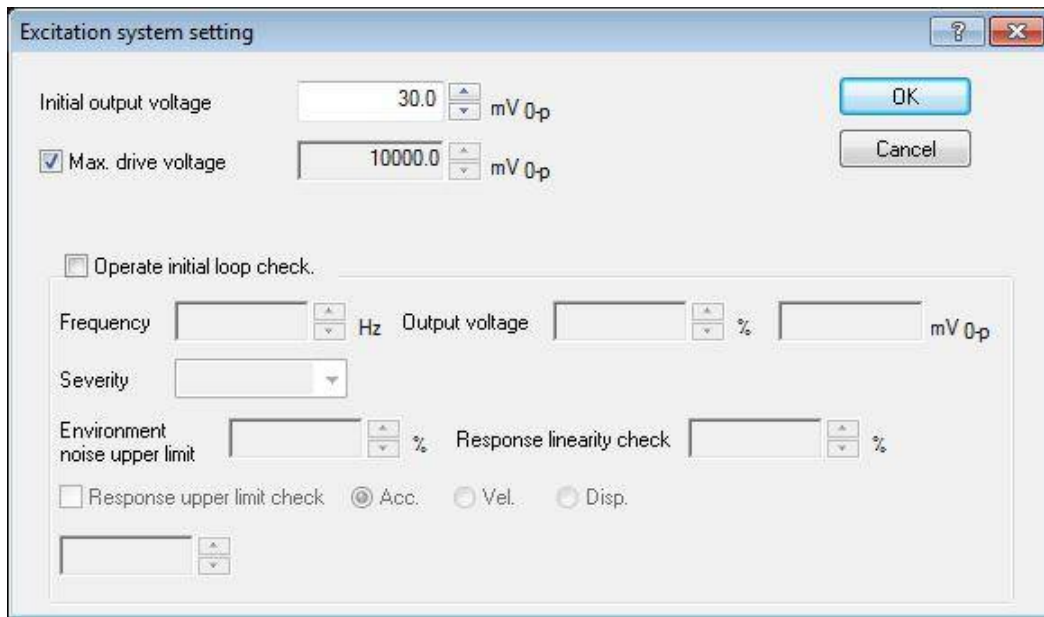 Excitation system setting
Initial output voltage 30.0 mV 0-p
OK
Max. drive voltage 10000.0 mV 0-p
Cancel
Operate initial loop check.
Frequency Hz Output voltage % mV 0-p
Severity
Environment
noise upper limit % Response linearity check %
Response upper limit check Acc. Vel. Disp.